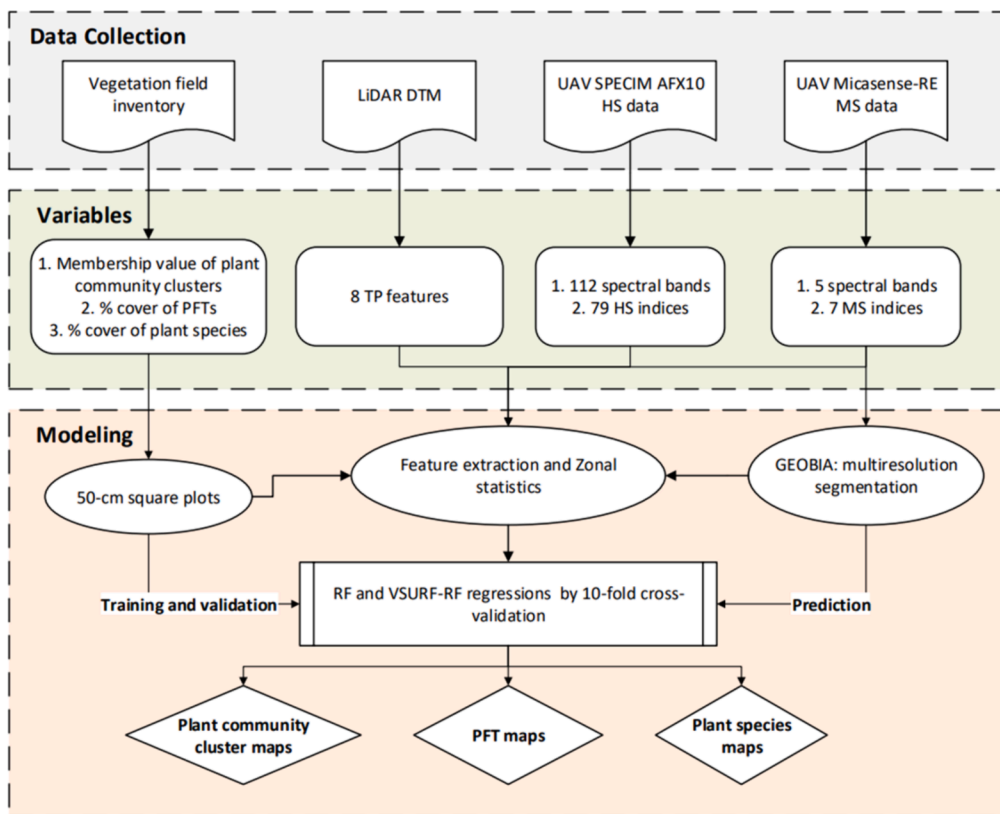 Data Collection
Vegetation field
inventory
LiDAR DTM
UAV SPECIM AFX10
HS data
UAV Micasense-RE
MS data
Variables
1. Membership value of plant
community clusters
2. % cover of PFTs
3. % cover of plant species
8 TP features
1. 112 spectral bands
2. 79 HS indices
1. 5 spectral bands
2. 7 MS indices
Modeling
50-cm square plots
Feature extraction and Zonal
statistics
GEOBIA: multiresolution
segmentation
Training and validation
RF and VSURF-RF regressions by 10-fold cross-
validation
Prediction
Plant community
cluster maps
PFT maps
Plant species
maps